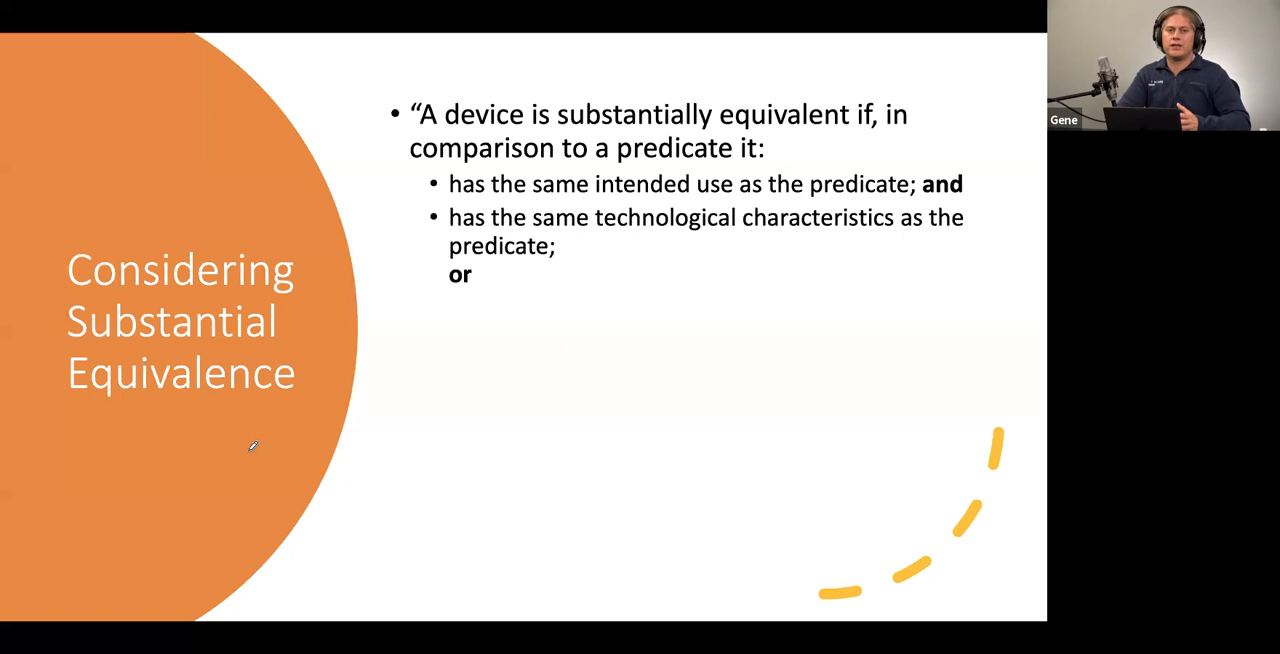 Considering
Substantial
Equivalence
• “A device is substantially equivalent if, in
comparison to a predicate it:
• has the same intended use as the predicate; and
• has the same technological characteristics as the
predicate;
or
Gene